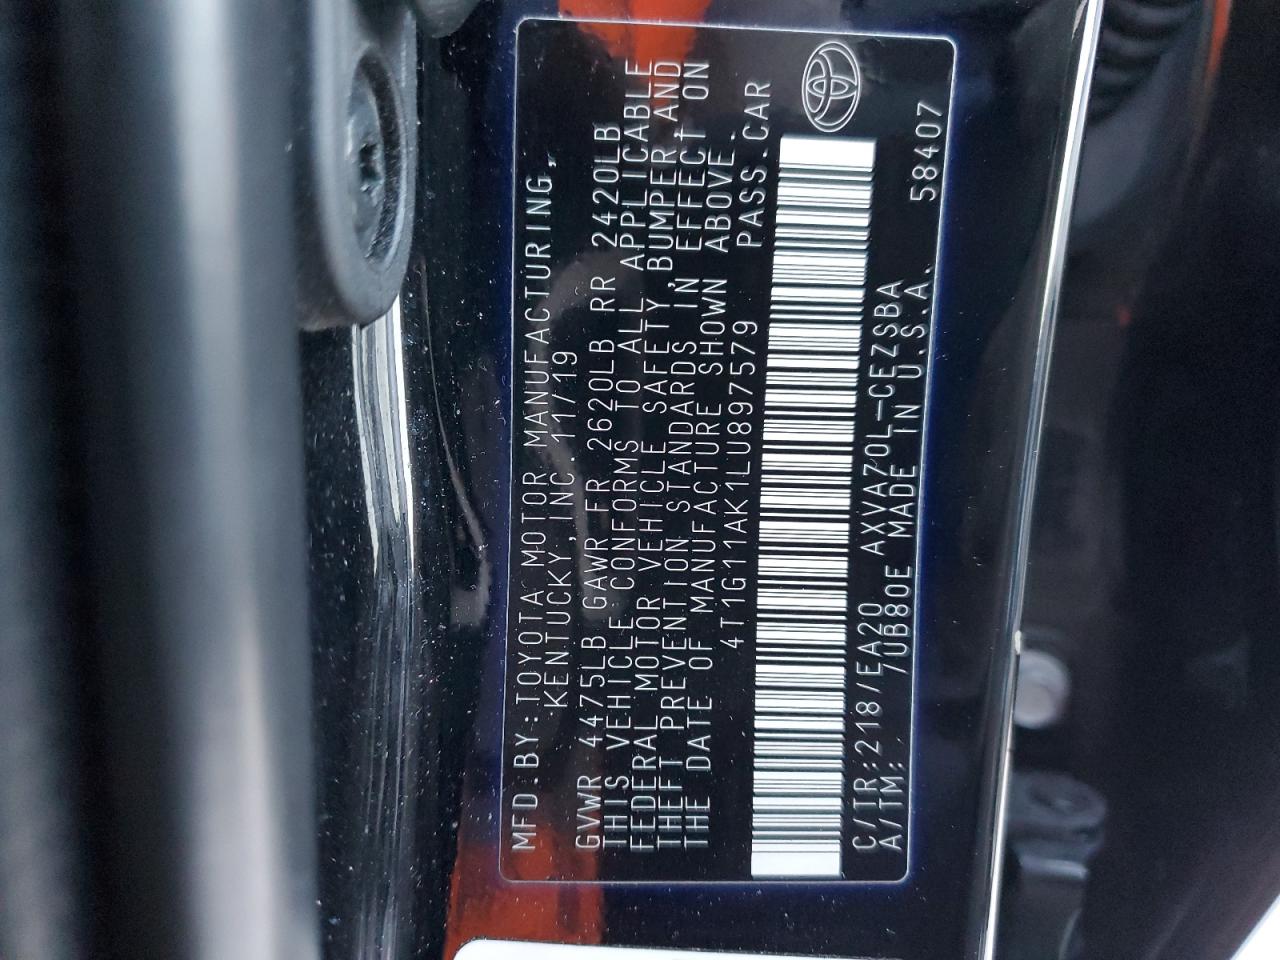 MFD.BY:TOYOTA MOTOR MANUFACTURING,
KENTUCKY,INC. 11/19
GVWR 4475LB GAWR FR 2620LB RR 2420LB
THIS VEHICLE CONFORMS TO ALL APPLICABLE
FEDERAL MOTOR VEHICLE SAFETY,BUMPER,AND
THEFT PREVENTION STANDARDS IN EFFECT ON
THE DATE OF MANUFACTURE SHOWN ABOVE.
4T1G11AK1LU897579 PASS.CAR
C/TR:218/EA20 AXVA70L-CEZSBA
A/TM: /UB80E MADE IN U.S.A. 58407